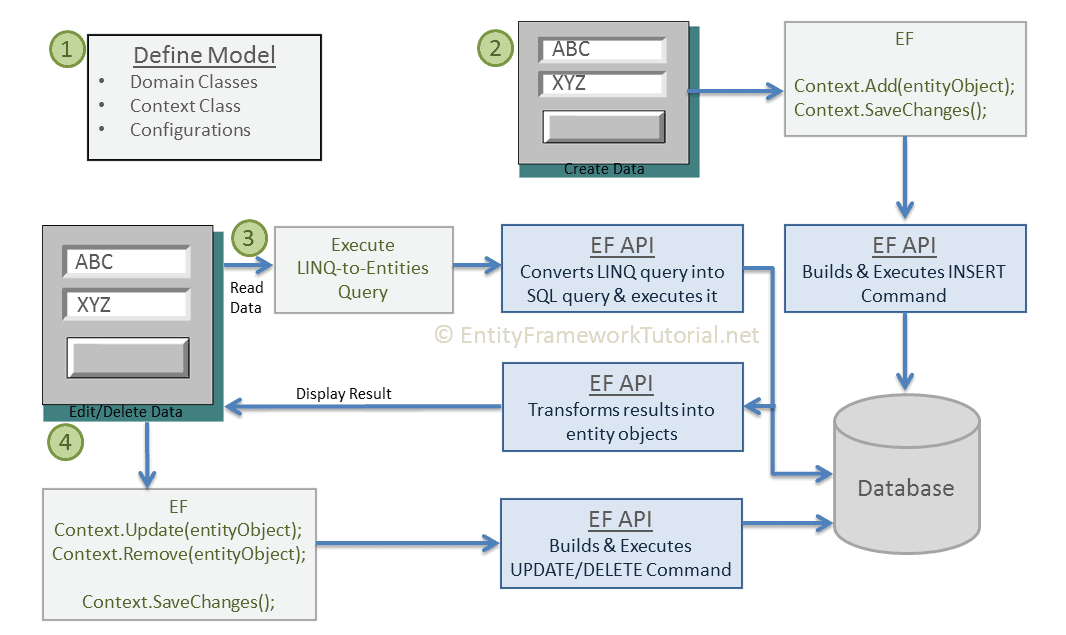 1
Define Model
• Domain Classes
• Context Class
• Configurations
2
ABC
XYZ
Create Data
EF
Context.Add(entityObject);
Context.SaveChanges();
EF API
Builds & Executes INSERT
Command
3
Read
Data
Execute
LINQ-to-Entities
Query
EF API
Converts LINQ query into
SQL query & executes it
© EntityFrameworkTutorial.net
EF API
Transforms results into
entity objects
Display Result
ABC
XYZ
Edit/Delete Data
4
EF
Context.Update(entityObject);
Context.Remove(entityObject);
Context.SaveChanges();
EF API
Builds & Executes
UPDATE/DELETE Command
Database